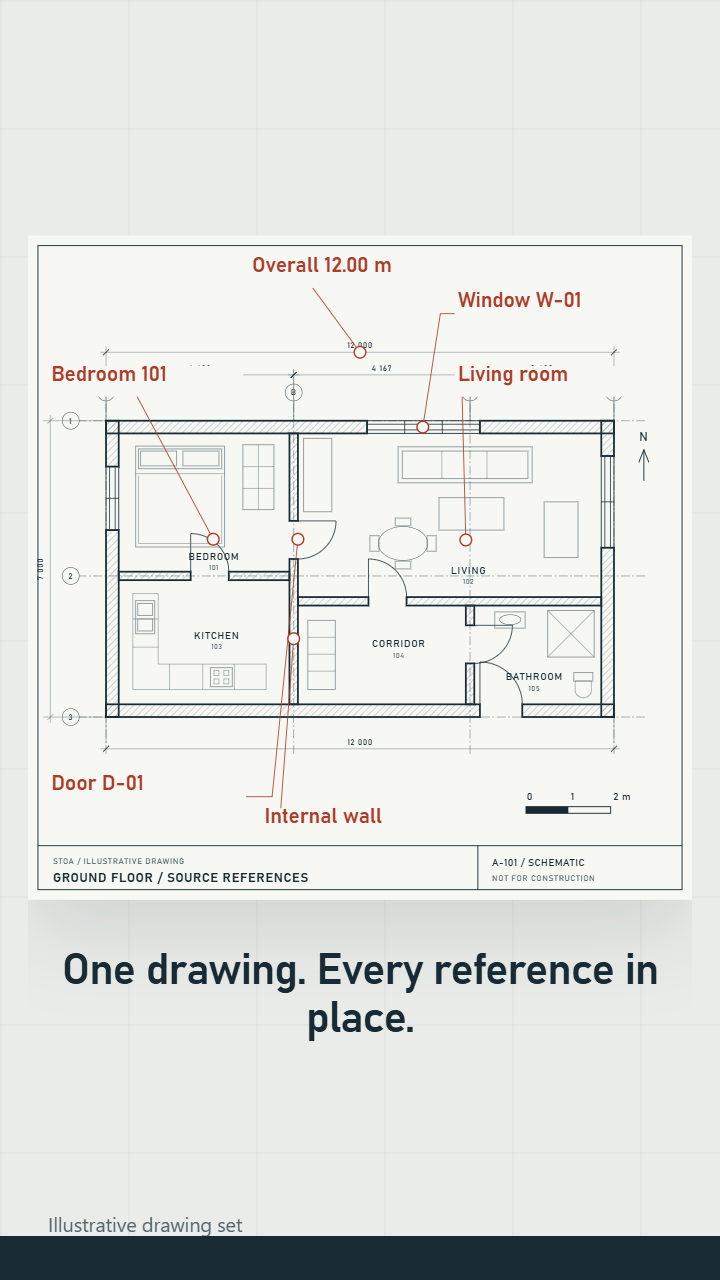 Overall 12.00 m
Window W-01
12 000
4 167
Bedroom 101
Living room
B
1
N
BEDROOM
101
LIVING
102
2
7 000
KITCHEN
103
CORRIDOR
104
BATHROOM
105
3
12 000
Door D-01
Internal wall
0 1 2 m
STOA / ILLUSTRATIVE DRAWING
GROUND FLOOR / SOURCE REFERENCES
A-101 / SCHEMATIC
NOT FOR CONSTRUCTION
One drawing. Every reference in
place.
Illustrative drawing set